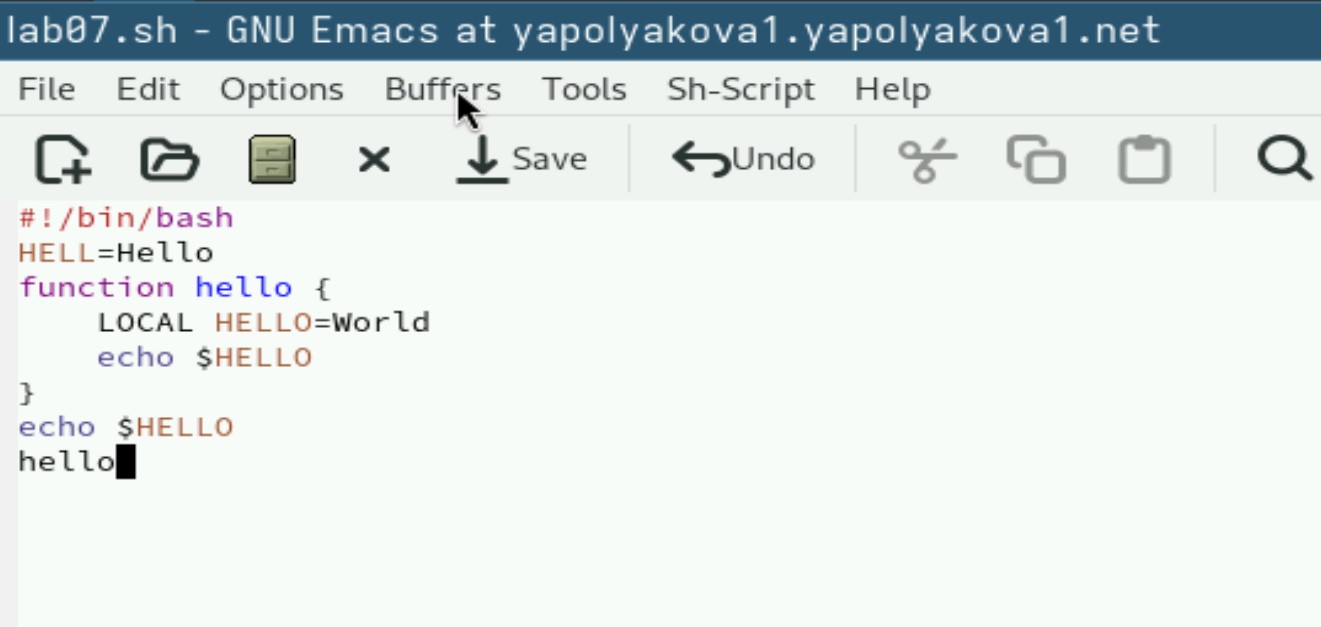 lab07.sh - GNU Emacs at yapolyakova1.yapolyakova1.net
File Edit Options Buffers Tools Sh-Script Help
Save Undo
#!/bin/bash
HELL=Hello
function hello {
    LOCAL HELLO=World
    echo $HELLO
}
echo $HELLO
hello